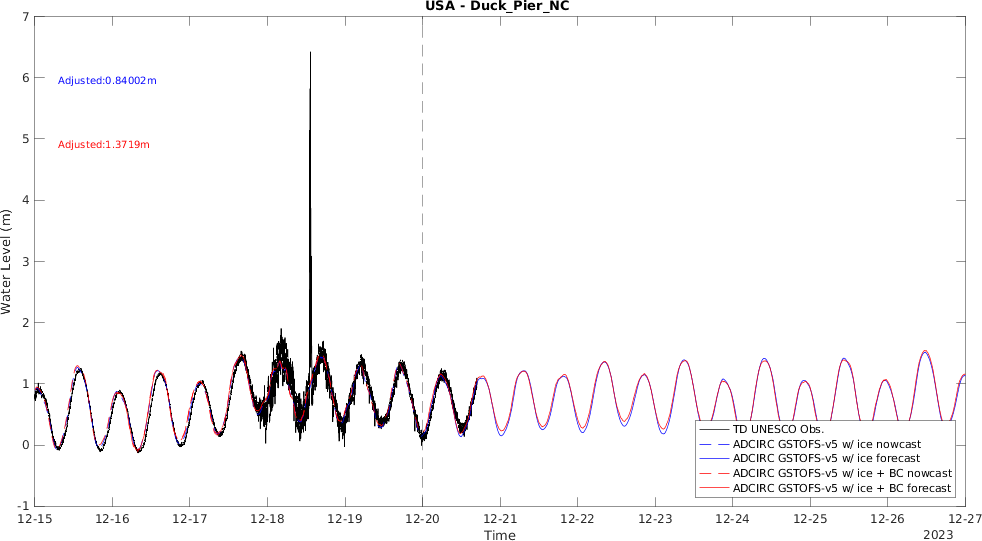 USA - Duck_Pier_NC
7
6
5
4
3
2
1
0
-1
Water Level (m)
Adjusted:0.84002m
Adjusted:1.3719m
TD UNESCO Obs.
ADCIRC GSTOFS-v5 w/ ice nowcast
ADCIRC GSTOFS-v5 w/ ice forecast
ADCIRC GSTOFS-v5 w/ ice + BC nowcast
ADCIRC GSTOFS-v5 w/ ice + BC forecast
12-15 12-16 12-17 12-18 12-19 12-20 12-21 12-22 12-23 12-24 12-25 12-26 12-27
Time
2023